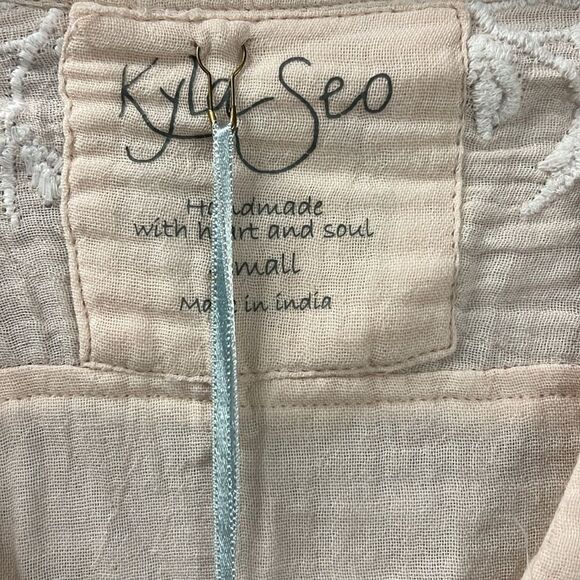 Kyla Seo
Handmade
with heart and soul
Small
Made in india